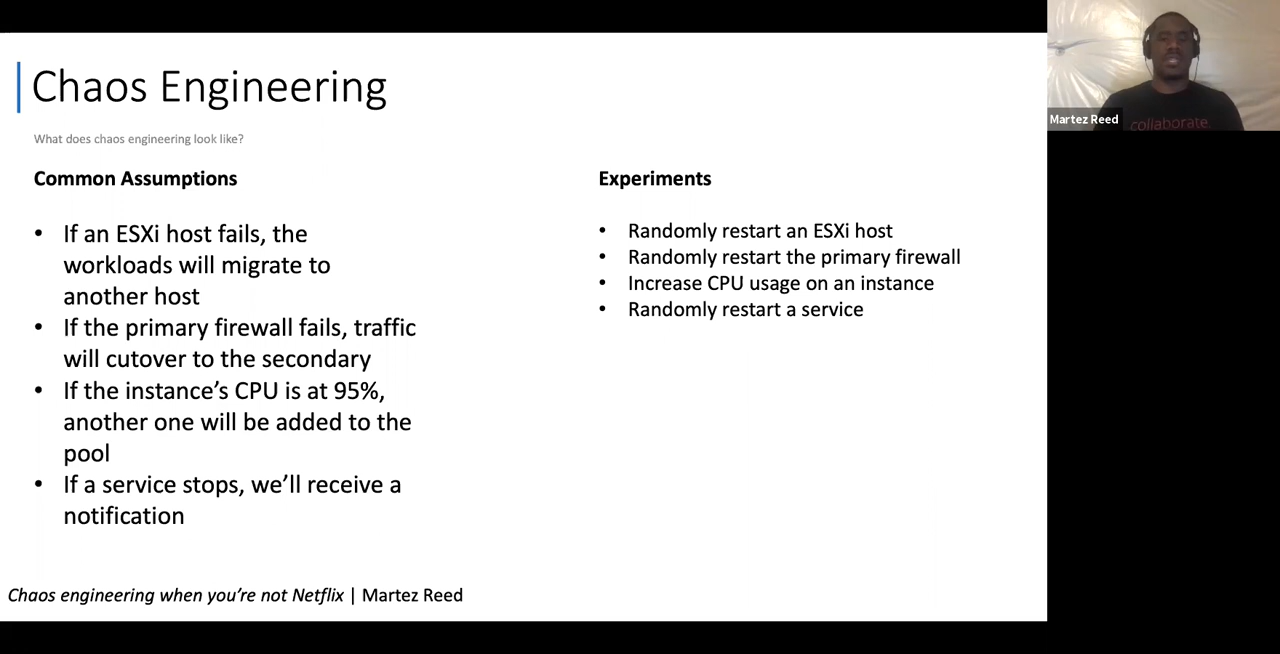 Chaos Engineering
What does chaos engineering look like?
Common Assumptions
• If an ESXi host fails, the
workloads will migrate to
another host
• If the primary firewall fails, traffic
will cutover to the secondary
• If the instance’s CPU is at 95%,
another one will be added to the
pool
• If a service stops, we’ll receive a
notification
Experiments
• Randomly restart an ESXi host
• Randomly restart the primary firewall
• Increase CPU usage on an instance
• Randomly restart a service
Chaos engineering when you’re not Netflix | Martez Reed
Martez Reed
collaborate.